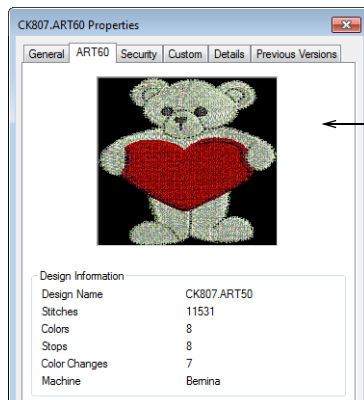 CK807.ART60 Properties
General ART60 Security Custom Details Previous Versions
Design Information
Design Name CK807.ART50
Stitches 11531
Colors 8
Stops 8
Color Changes 7
Machine Bernina